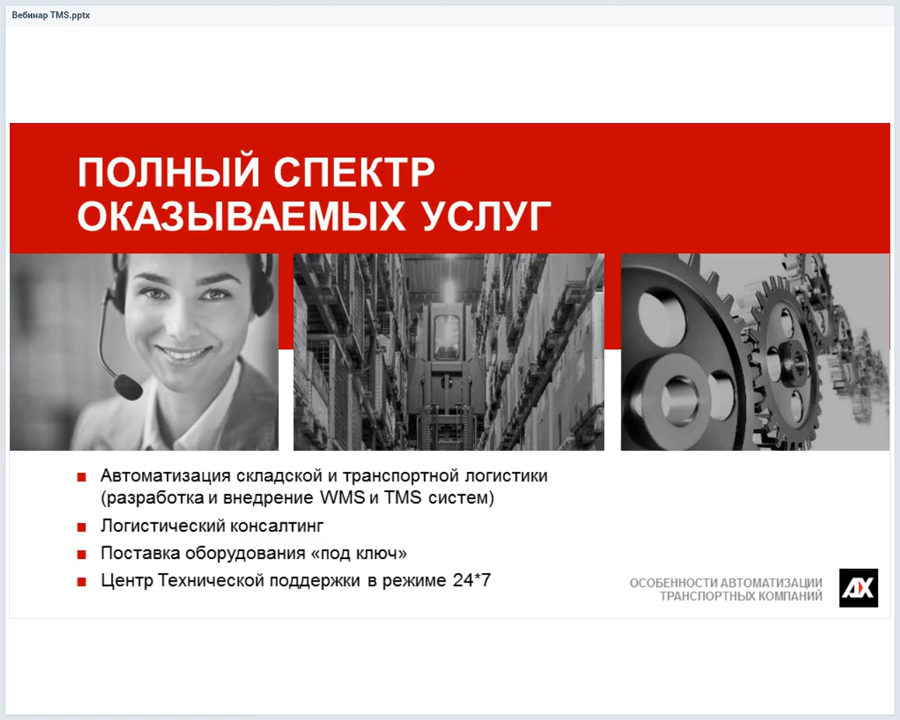 Вебинар TMS.pptx
ПОЛНЫЙ СПЕКТР
ОКАЗЫВАЕМЫХ УСЛУГ
Автоматизация складской и транспортной логистики
(разработка и внедрение WMS и TMS систем)
Логистический консалтинг
Поставка оборудования «под ключ»
Центр Технической поддержки в режиме 24*7
ОСОБЕННОСТИ АВТОМАТИЗАЦИИ
ТРАНСПОРТНЫХ КОМПАНИЙ
AX